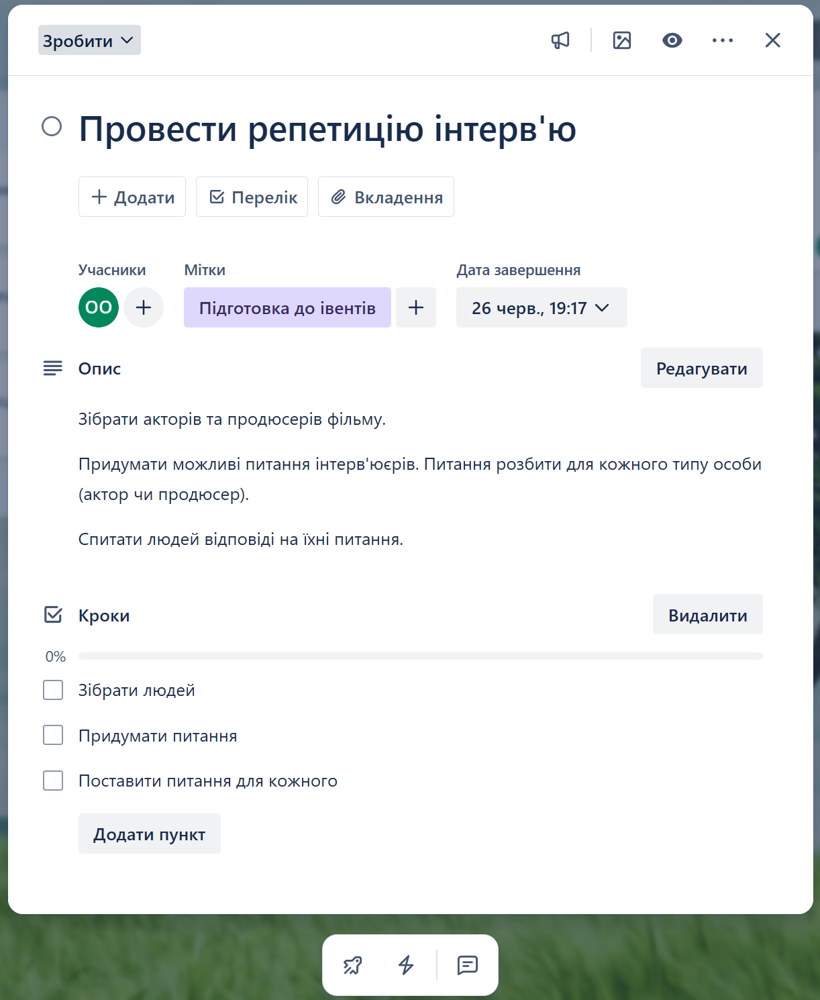 Зробити
Провести репетицію інтерв'ю
Додати
Перелік
Вкладення
Учасники
Мітки
Дата завершення
ОО
Підготовка до івентів
26 черв., 19:17
Опис
Редагувати
Зібрати акторів та продюсерів фільму.
Придумати можливі питання інтерв'юєрів. Питання розбити для кожного типу особи
(актор чи продюсер).
Спитати людей відповіді на їхні питання.
Кроки
Видалити
0%
Зібрати людей
Придумати питання
Поставити питання для кожного
Додати пункт